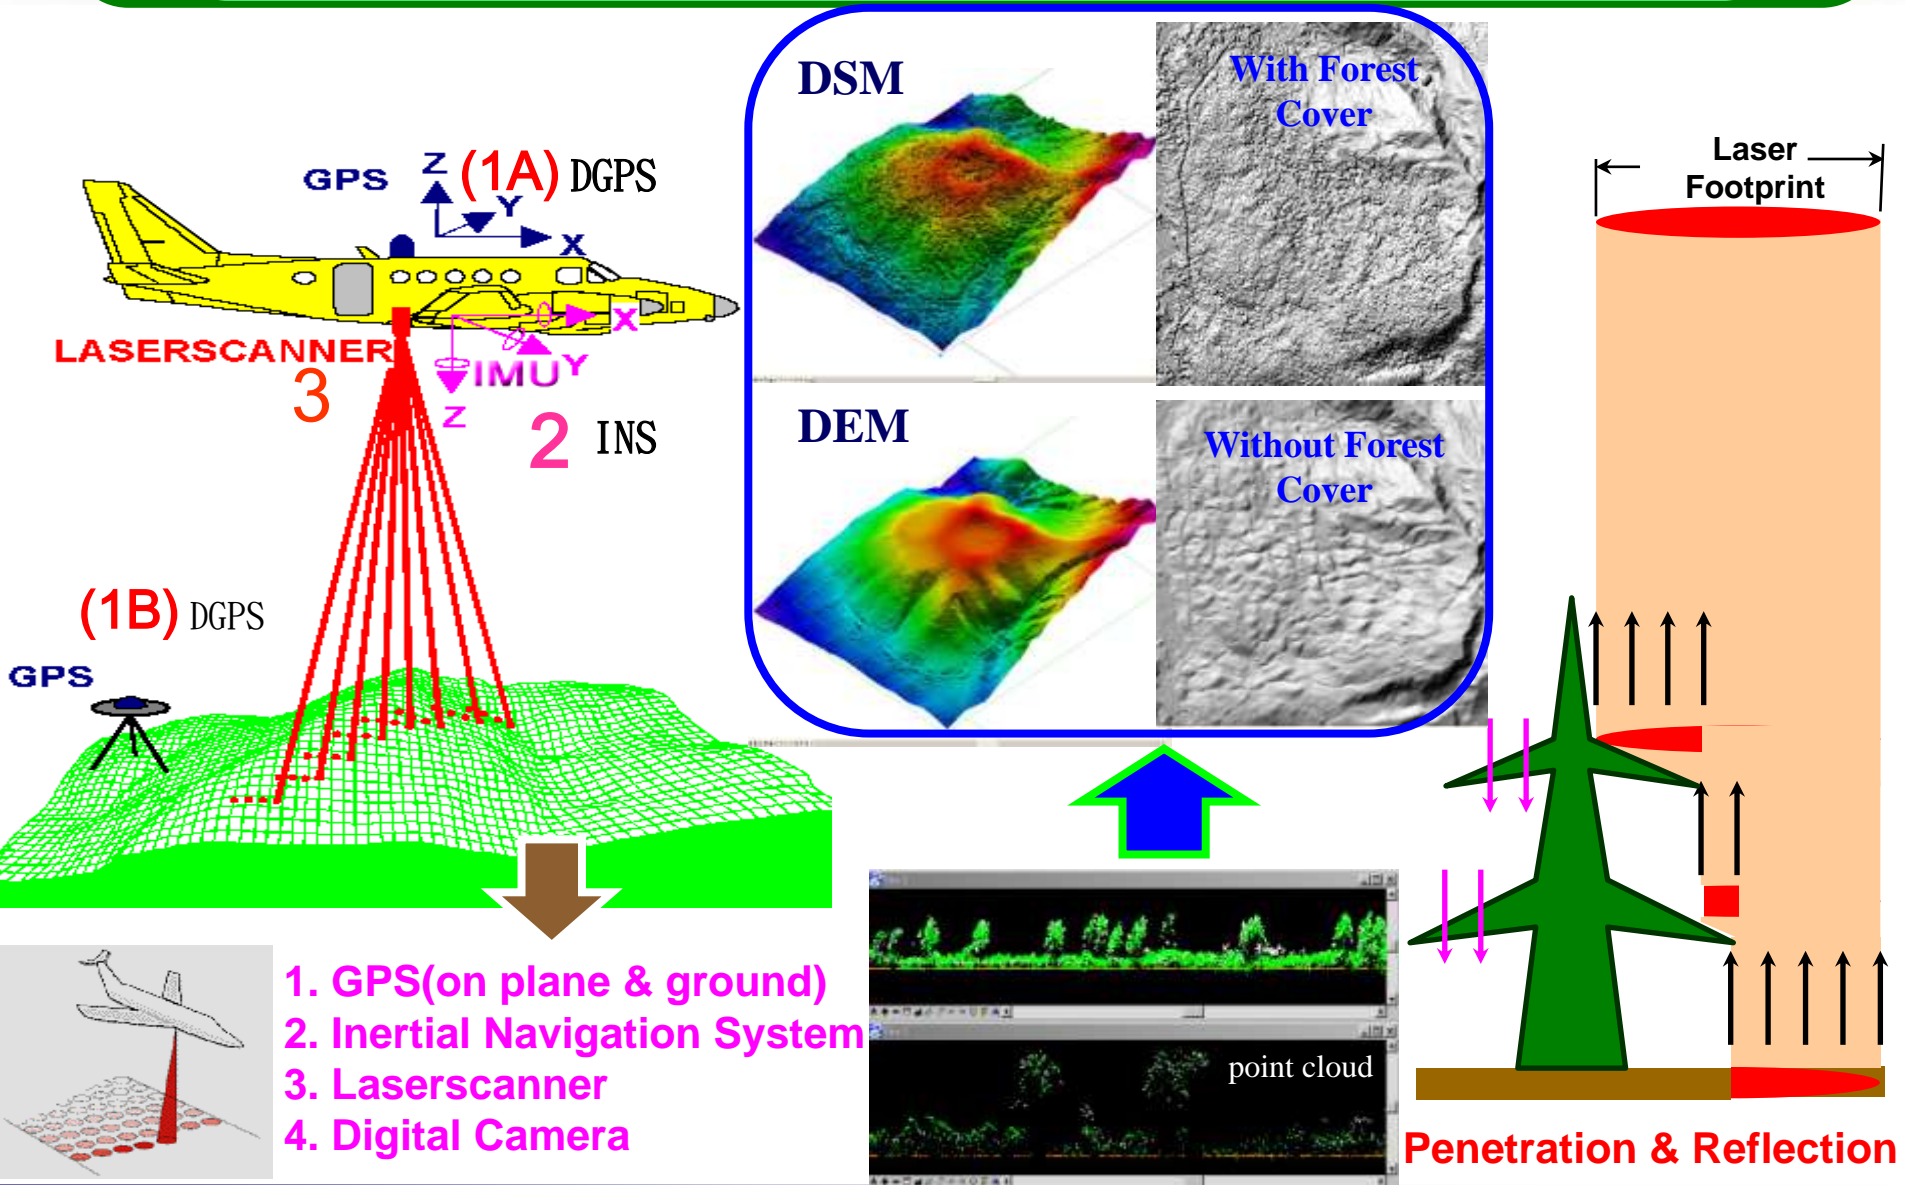 GPS
Z
(1A) DGPS
Y
X
LASERSCANNER
3
X
Y
IMU
Z
2 INS
(1B) DGPS
GPS
DSM
With Forest
Cover
DEM
Without Forest
Cover
Laser
Footprint
1. GPS(on plane & ground)
2. Inertial Navigation System
3. Laserscanner
4. Digital Camera
point cloud
Penetration & Reflection